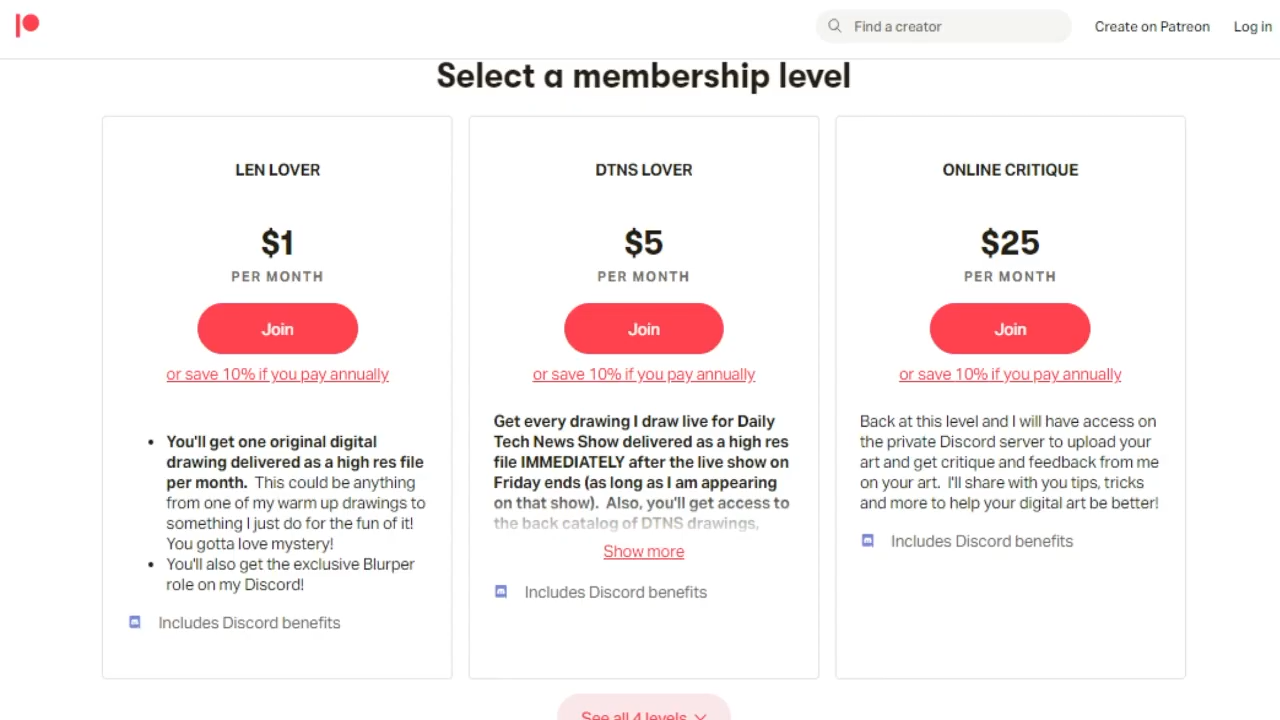 Find a creator
Create on Patreon
Log in
Select a membership level
LEN LOVER
$1
PER MONTH
Join
or save 10% if you pay annually
• You'll get one original digital
drawing delivered as a high res file
per month. This could be anything
from one of my warm up drawings to
something I just do for the fun of it!
You gotta love mystery!
• You'll also get the exclusive Blurper
role on my Discord!
Includes Discord benefits
DTNS LOVER
$5
PER MONTH
Join
or save 10% if you pay annually
Get every drawing I draw live for Daily
Tech News Show delivered as a high res
file IMMEDIATELY after the live show on
Friday ends (as long as I am appearing
on that show). Also, you'll get access to
the back catalog of DTNS drawings,
Show more
Includes Discord benefits
ONLINE CRITIQUE
$25
PER MONTH
Join
or save 10% if you pay annually
Back at this level and I will have access on
the private Discord server to upload your
art and get critique and feedback from me
on your art. I'll share with you tips, tricks
and more to help your digital art be better!
Includes Discord benefits
See all 4 levels